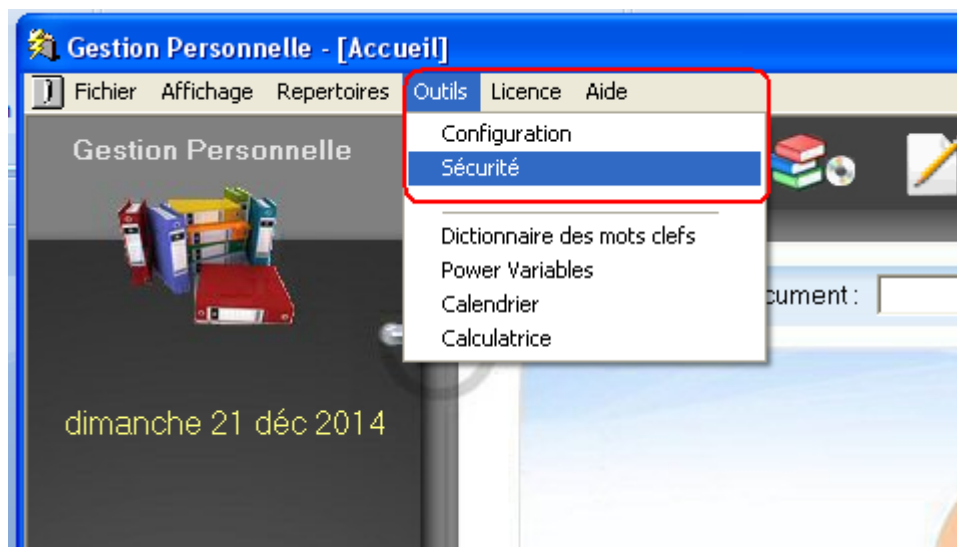 Gestion Personnelle - [Accueil]
Fichier Affichage Repertoires Outils Licence Aide
Gestion Personnelle
Configuration
Sécurité
Dictionnaire des mots clefs
Power Variables
Calendrier
Calculatrice
cument :
dimanche 21 déc 2014